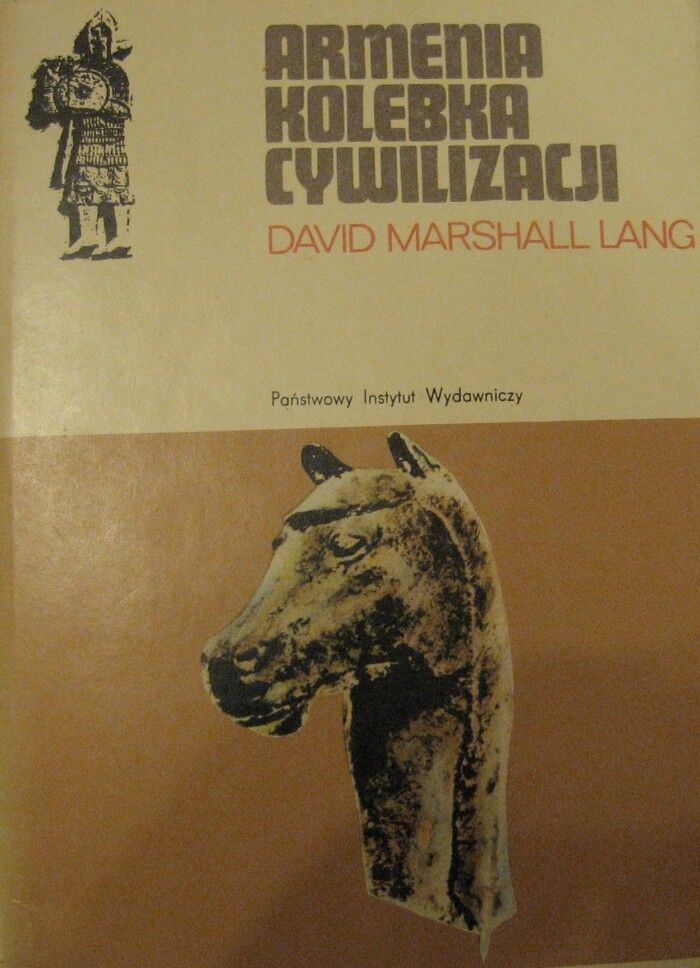 ARMENIA
KOLEBKA
CYWILIZACJI
DAVID MARSHALL LANG
Państwowy Instytut Wydawniczy